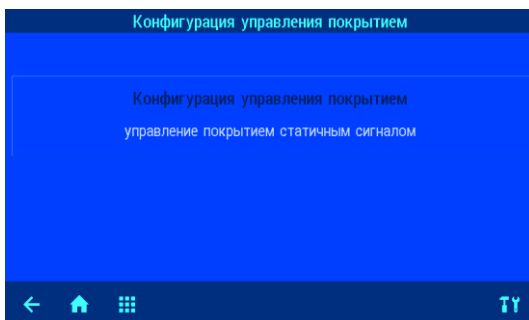 Конфигурация управления покрытием
Конфигурация управления покрытием
управление покрытием статичным сигналом